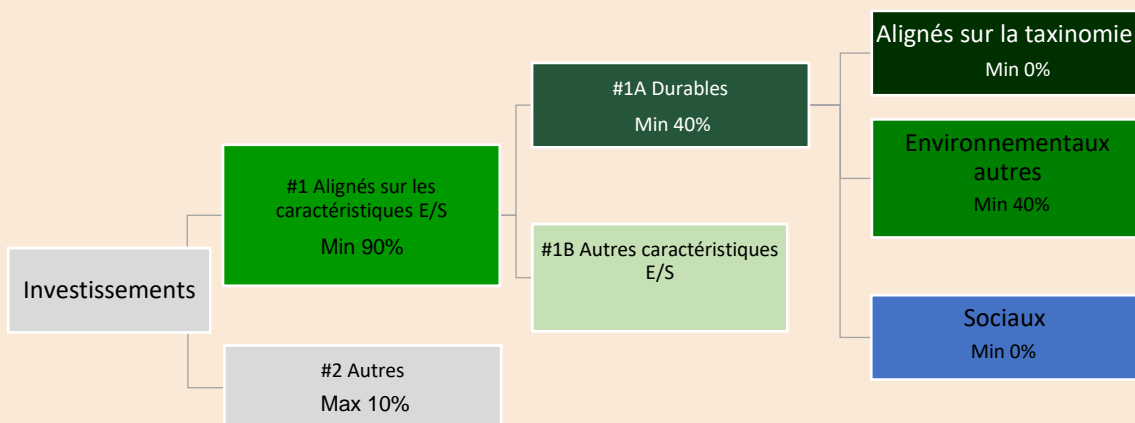 Investissements
#1 Alignés sur les
caractéristiques E/S
Min 90%
#2 Autres
Max 10%
#1A Durables
Min 40%
#1B Autres caractéristiques
E/S
Alignés sur la taxinomie
Min 0%
Environnementaux
autres
Min 40%
Sociaux
Min 0%